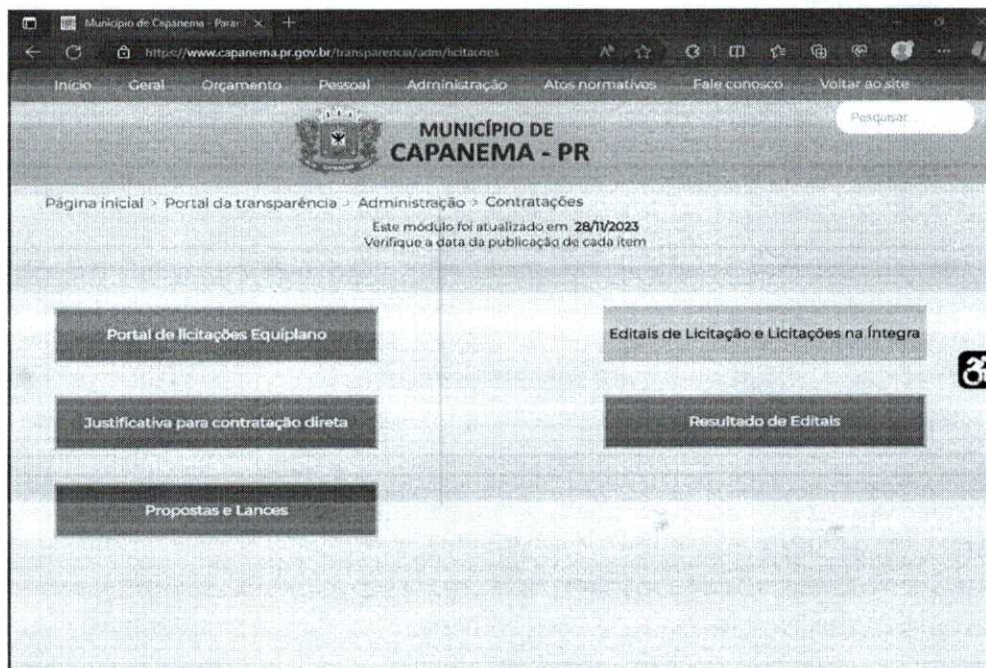 Município de Capanema - Paran
https://www.capanema.pr.gov.br/transparencia/adm/licitacoes
Início Geral Orçamento Pessoal Administração Atos normativos Fale conosco Voltar ao site
Pesquisar...
MUNICÍPIO DE
CAPANEMA - PR
Página inicial > Portal da transparência > Administração > Contratações
Este módulo foi atualizado em 28/11/2023
Verifique a data da publicação de cada item
Portal de licitações Equiplano
Editais de Licitação e Licitações na Íntegra
Justificativa para contratação direta
Resultado de Editais
Propostas e Lances